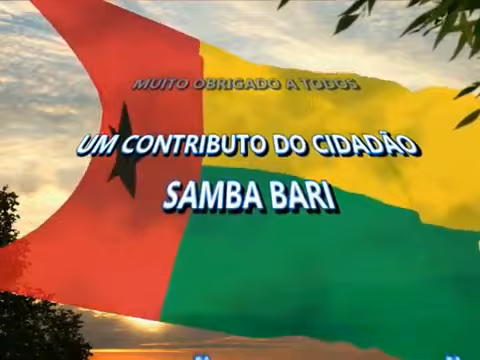 MUITO OBRIGADO A TODOS
UM CONTRIBUTO DO CIDADÃO
SAMBA BARI